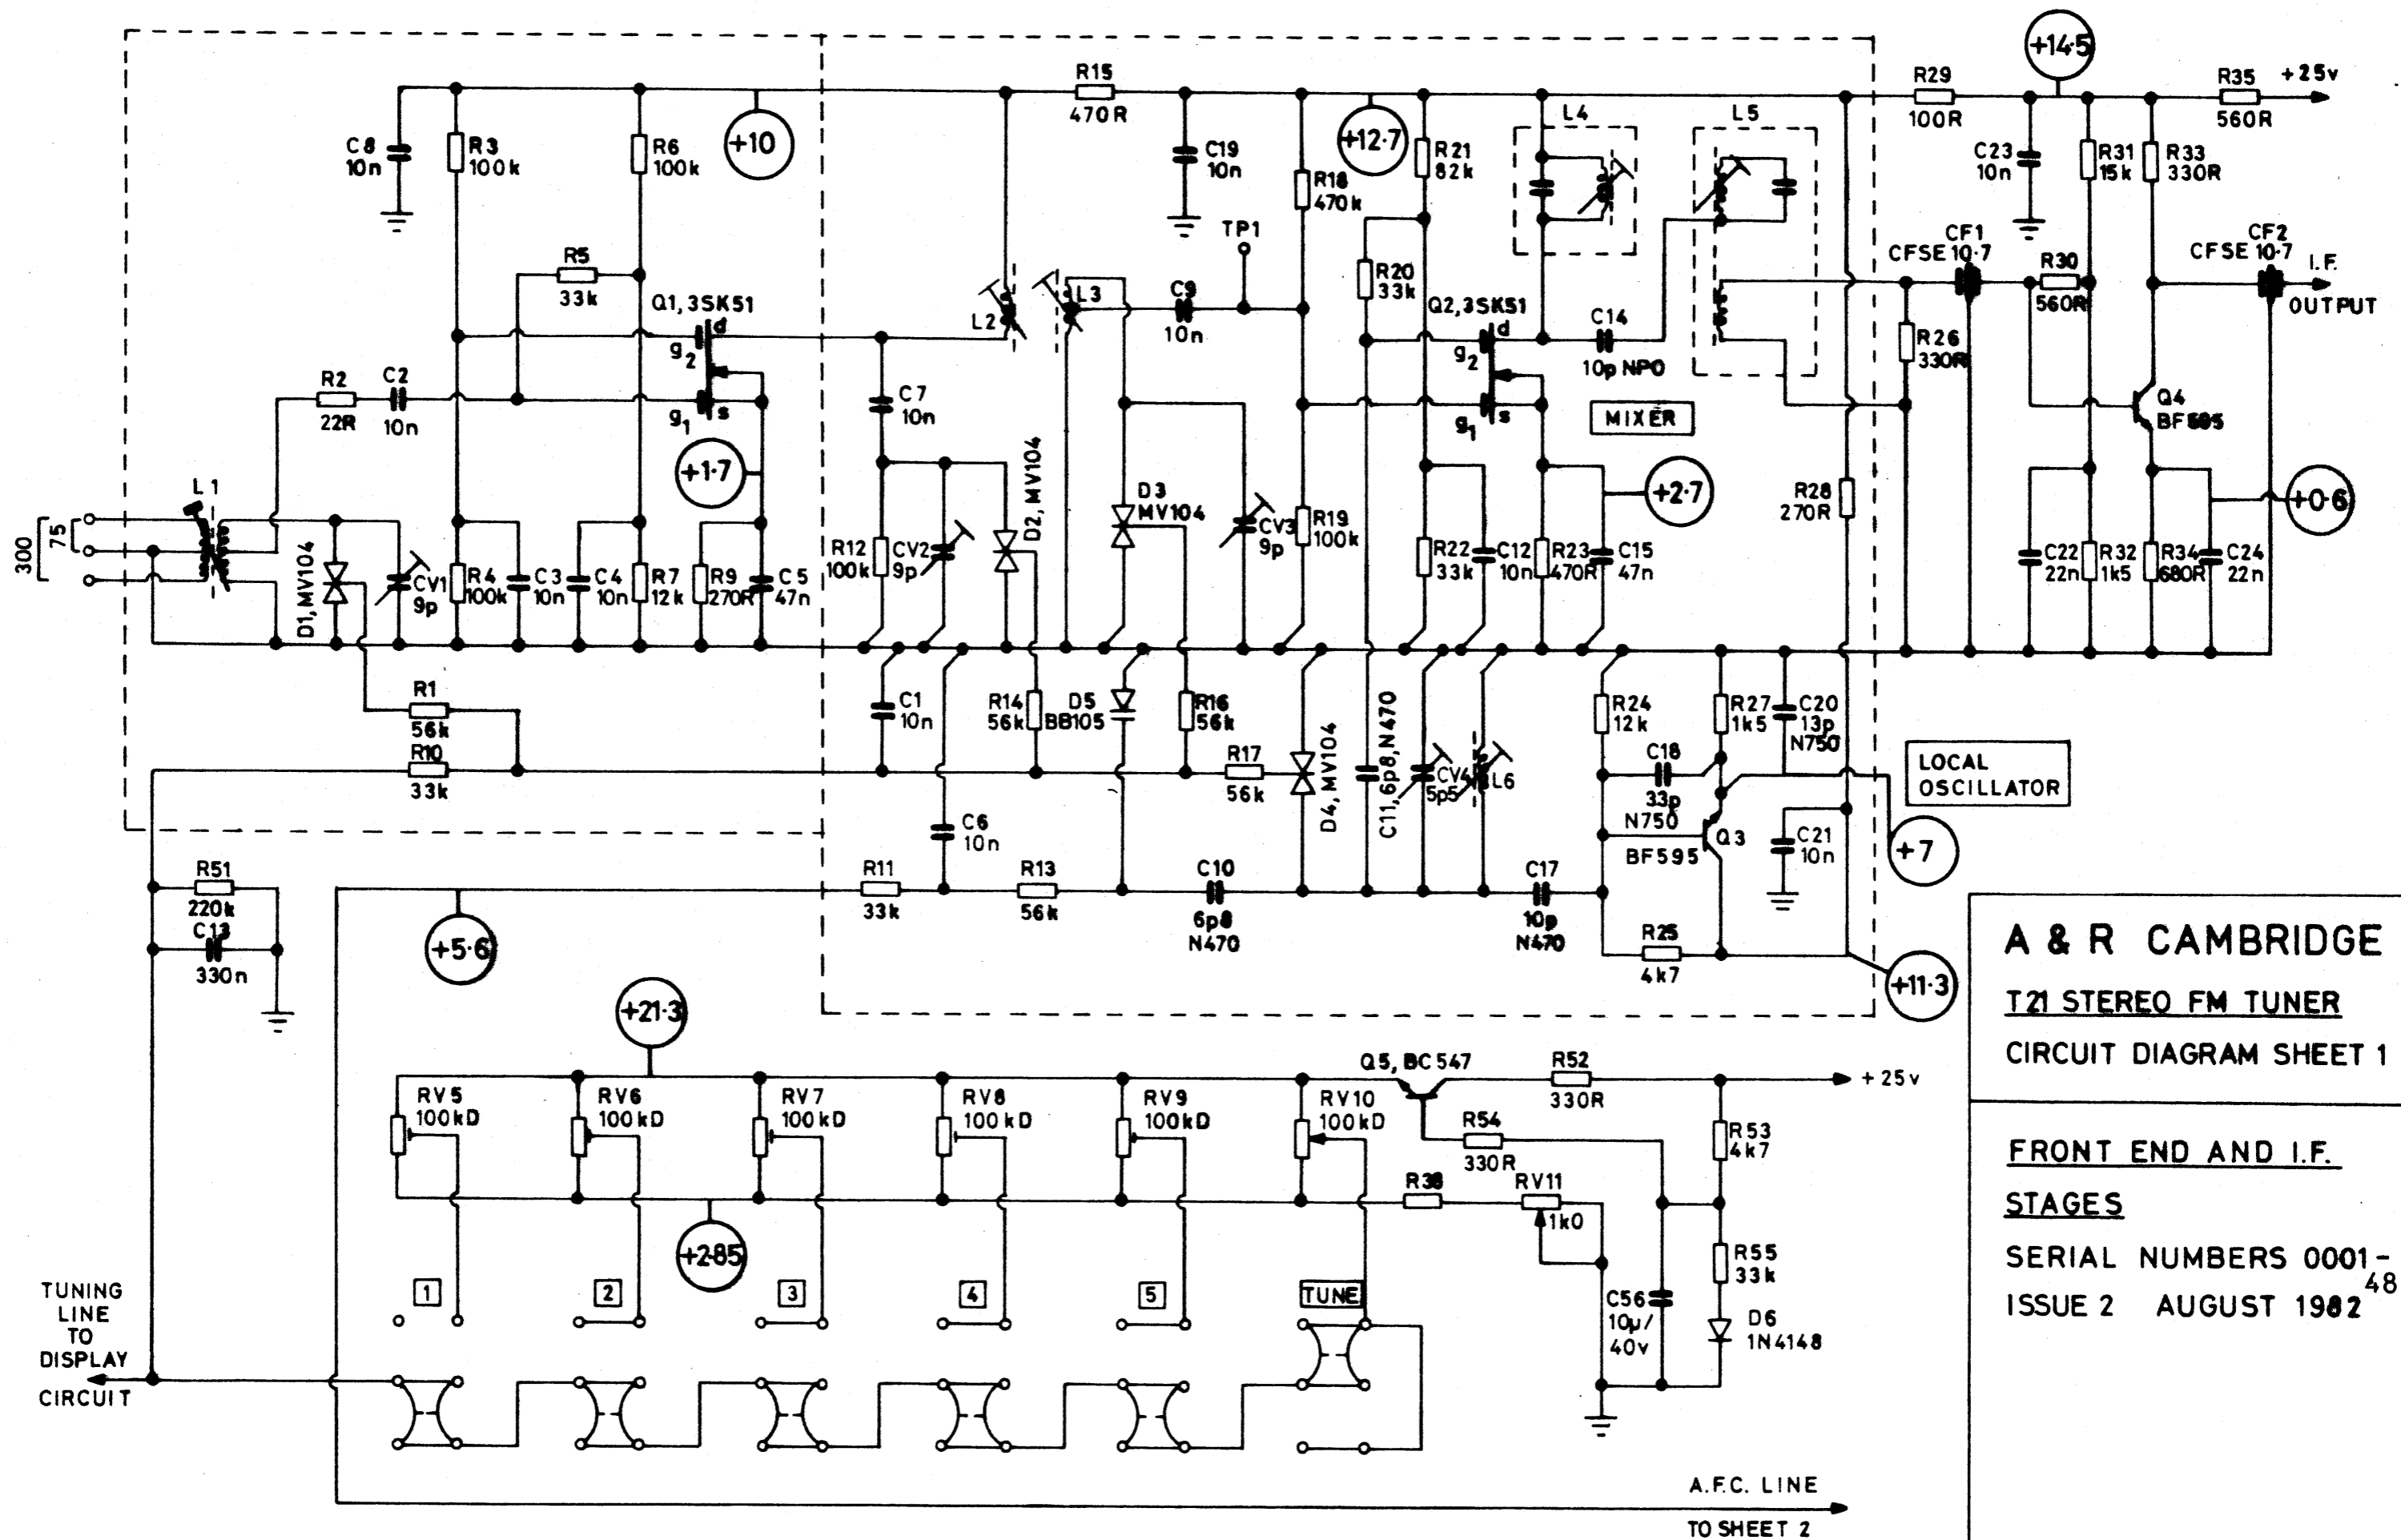 +14.5
R15
470R
R29
100R
R35
560R
+25v
C8
10n
R3
100k
R6
100k
+10
C19
10n
R18
470k
+12.7
R21
82k
L4
L5
C23
10n
R31
15k
R33
330R
TP1
R5
33k
Q1, 3SK51
d
g2
g1
s
L2
L3
C9
10n
R20
33k
Q2, 3SK51
d
g2
g1
s
C14
10p NPO
CF1
CFSE 10.7
R30
560R
CF2
CFSE 10.7
I.F.
OUTPUT
R26
330R
R2
22R
C2
10n
C7
10n
MIXER
Q4
BF595
+1.7
+2.7
+0.6
L1
300
75
D1, MV104
CV1
9p
R4
100k
C3
10n
C4
10n
R7
12k
R9
270R
C5
47n
R12
100k
CV2
9p
D2, MV104
D3
MV104
CV3
9p
R19
100k
R22
33k
C12
10n
R23
470R
C15
47n
R28
270R
C22
22n
R32
1k5
R34
680R
C24
22n
R1
56k
R10
33k
C1
10n
R14
56k
D5
BB105
R16
56k
R17
56k
D4, MV104
C11, 6p8, N470
CV4
5p5
L6
R24
12k
R27
1k5
C20
13p
N750
C18
33p
N750
Q3
BF595
C21
10n
LOCAL
OSCILLATOR
+7
C6
10n
R51
220k
C13
330n
R11
33k
R13
56k
C10
6p8
N470
C17
10p
N470
R25
4k7
+5.6
+11.3
+21.3
RV5
100kD
RV6
100kD
RV7
100kD
RV8
100kD
RV9
100kD
RV10
100kD
Q5, BC547
R52
330R
+25v
R54
330R
R53
4k7
R38
RV11
1k0
+2.85
R55
33k
C56
10µ/
40v
D6
1N4148
1
2
3
4
5
TUNE
TUNING
LINE
TO
DISPLAY
CIRCUIT
A.F.C. LINE
TO SHEET 2
A & R CAMBRIDGE
T21 STEREO FM TUNER
CIRCUIT DIAGRAM SHEET 1
FRONT END AND I.F.
STAGES
SERIAL NUMBERS 0001-
48
ISSUE 2 AUGUST 1982